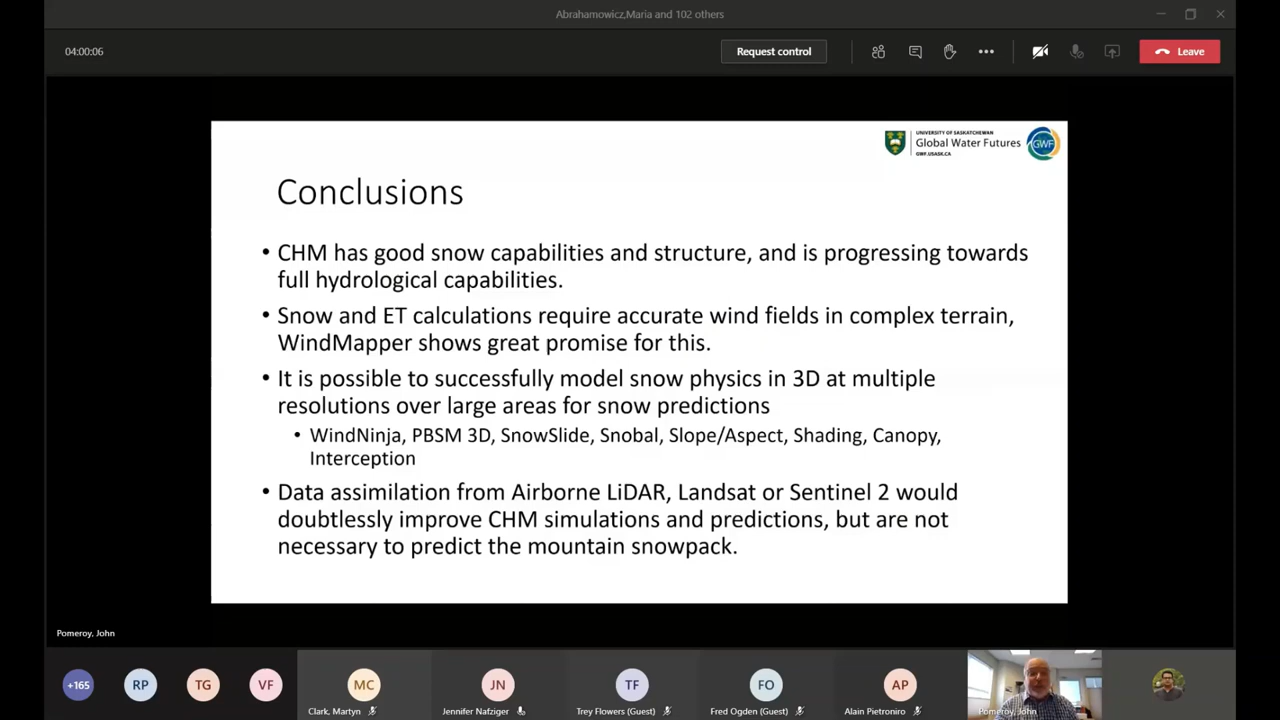 Abrahamowicz,Maria and 102 others
04:00:06
Request control
Leave
UNIVERSITY OF SASKATCHEWAN
Global Water Futures
GWF.USASK.CA
GWF
Conclusions
• CHM has good snow capabilities and structure, and is progressing towards
full hydrological capabilities.
• Snow and ET calculations require accurate wind fields in complex terrain,
WindMapper shows great promise for this.
• It is possible to successfully model snow physics in 3D at multiple
resolutions over large areas for snow predictions
• WindNinja, PBSM 3D, SnowSlide, Snobal, Slope/Aspect, Shading, Canopy,
Interception
• Data assimilation from Airborne LiDAR, Landsat or Sentinel 2 would
doubtlessly improve CHM simulations and predictions, but are not
necessary to predict the mountain snowpack.
Pomeroy, John
+165
RP
TG
VF
MC
JN
TF
FO
AP
Clark, Martyn
Jennifer Nafziger
Trey Flowers (Guest)
Fred Ogden (Guest)
Alain Pietroniro
Pomeroy, John